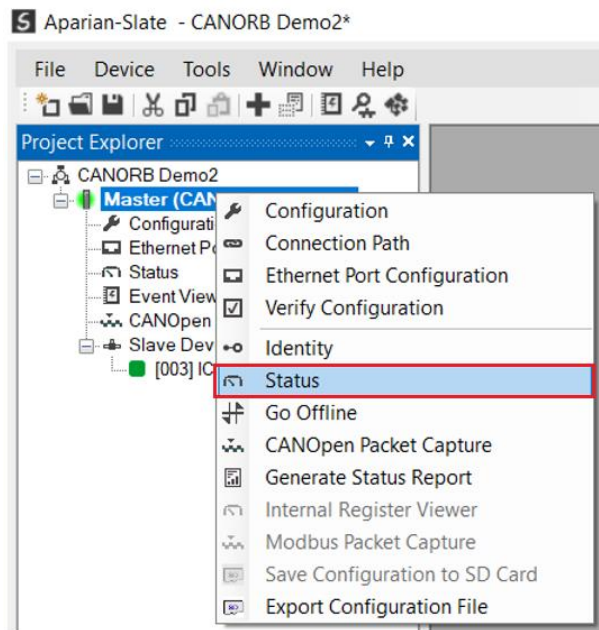 Aparian-Slate - CANORB Demo2*
File Device Tools Window Help
Project Explorer
CANORB Demo2
Master (CAN
Configurati
Ethernet Po
Status
Event View
CANOpen
Slave Dev
[003] IC
Configuration
Connection Path
Ethernet Port Configuration
Verify Configuration
Identity
Status
Go Offline
CANOpen Packet Capture
Generate Status Report
Internal Register Viewer
Modbus Packet Capture
Save Configuration to SD Card
Export Configuration File